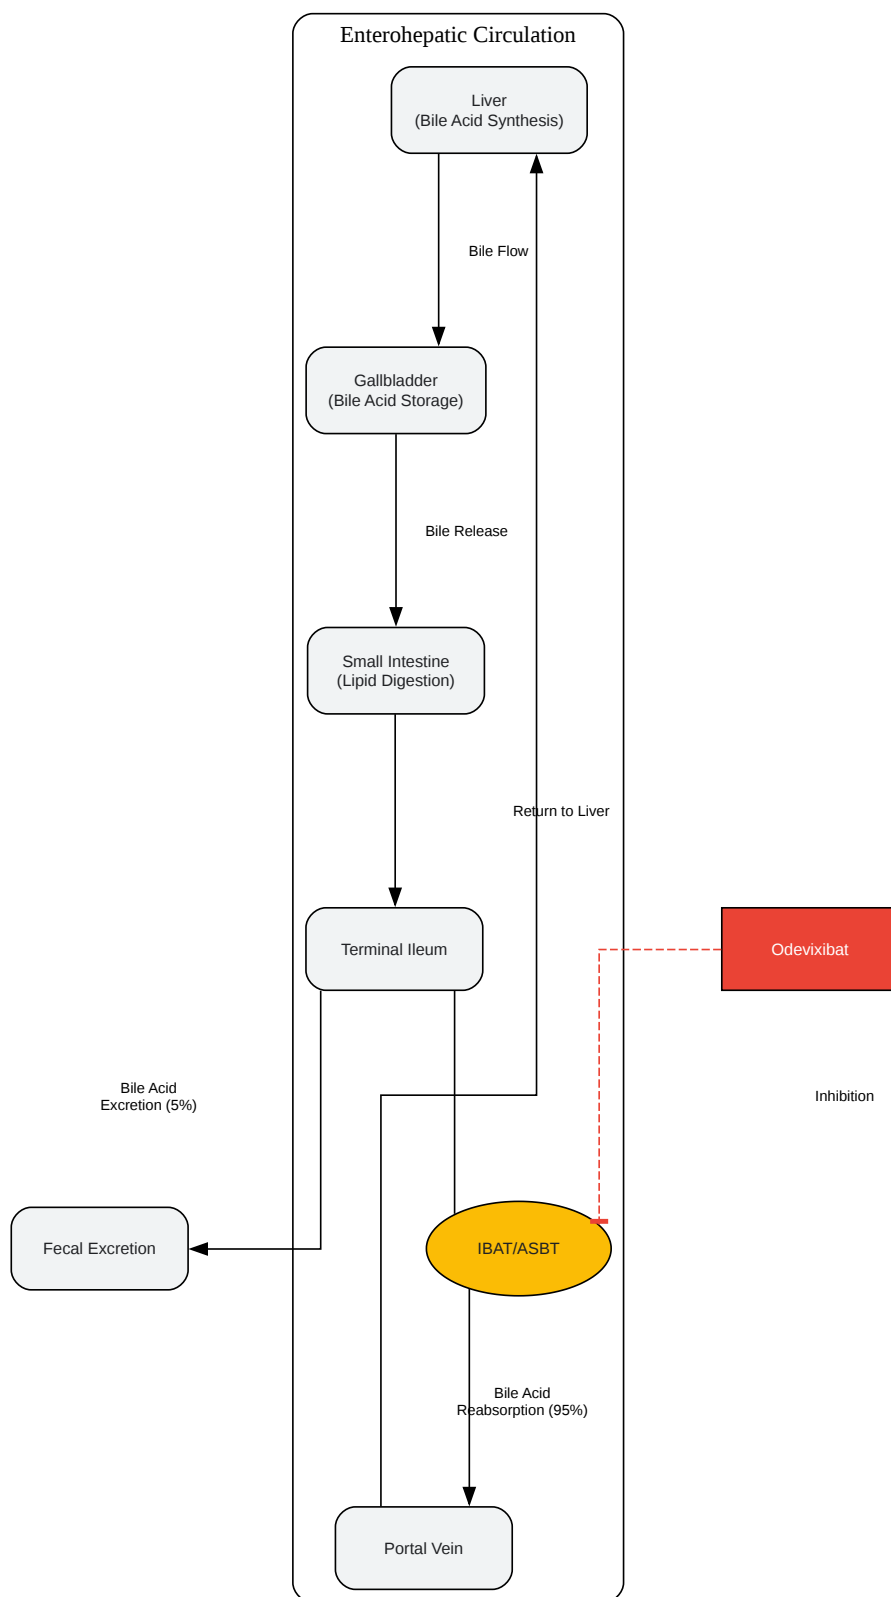 Enterohepatic Circulation
Liver
(Bile Acid Synthesis)
Bile Flow
Gallbladder
(Bile Acid Storage)
Bile Release
Small Intestine
(Lipid Digestion)
Return to Liver
Terminal Ileum
Odevixibat
Bile Acid
Excretion (5%)
Inhibition
Fecal Excretion
IBAT/ASBT
Bile Acid
Reabsorption (95%)
Portal Vein